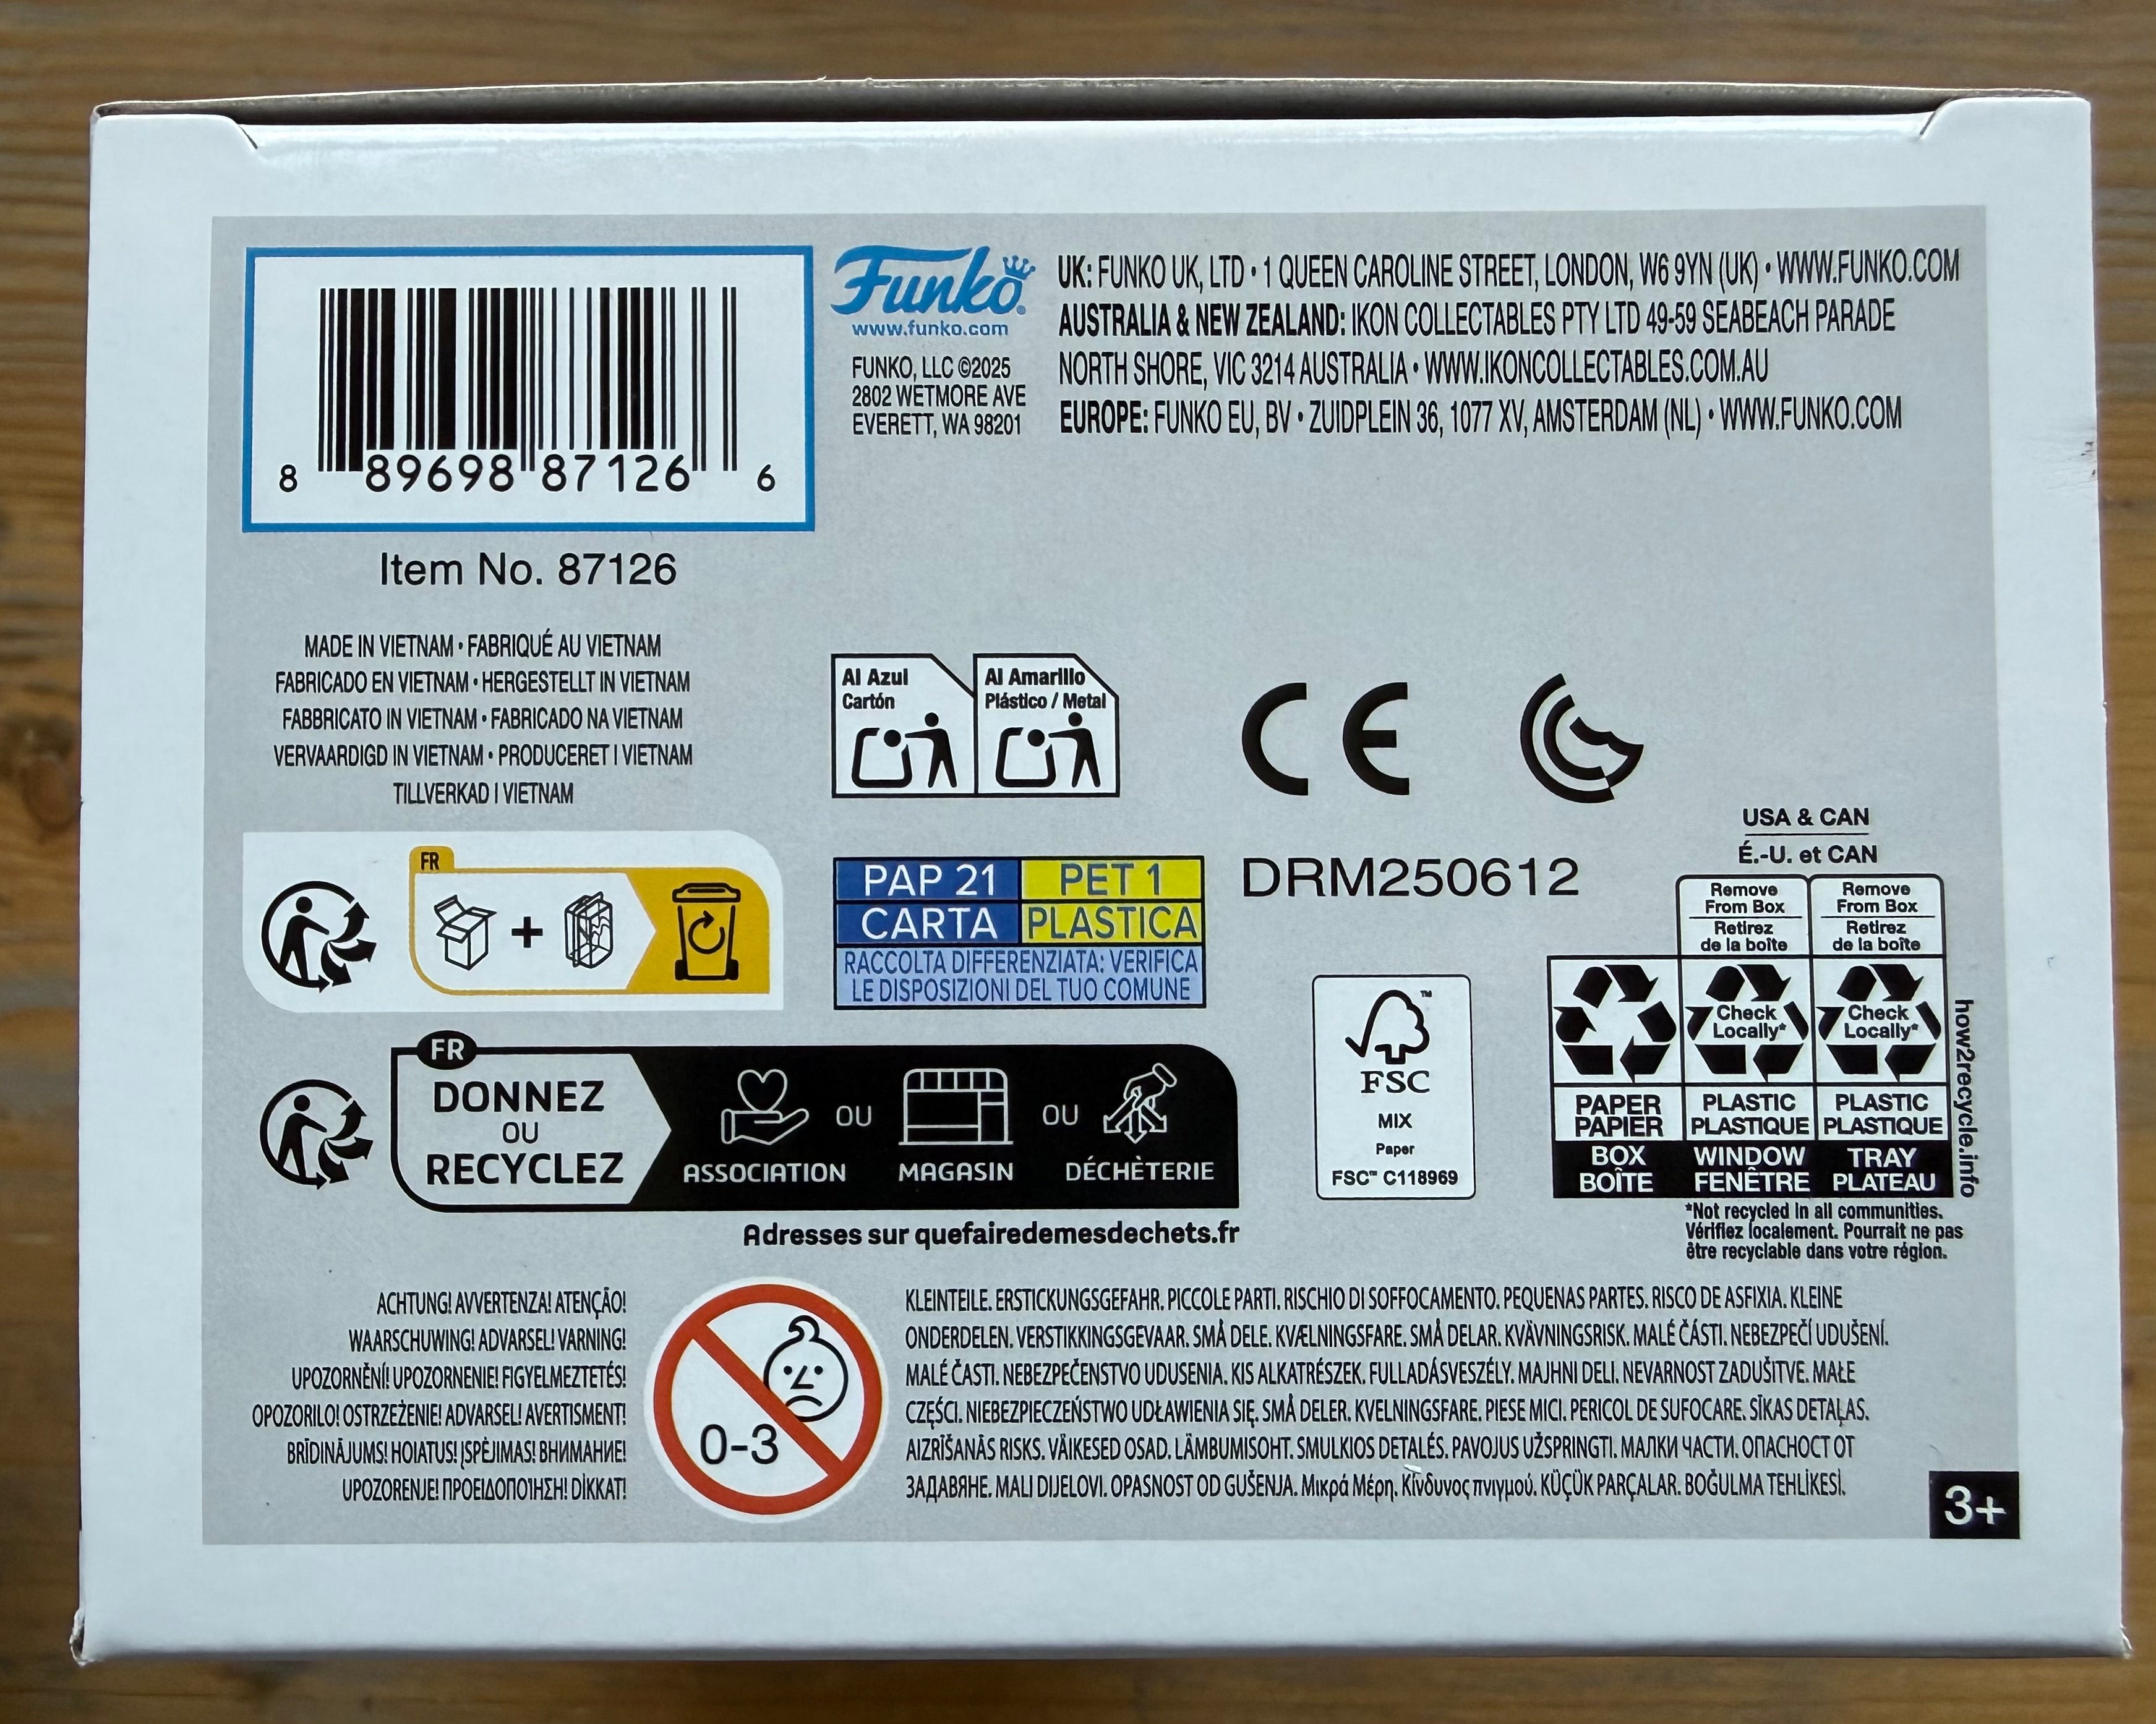 8 89698 87126 6
Item No. 87126
Funko
www.funko.com
FUNKO, LLC ©2025
2802 WETMORE AVE
EVERETT, WA 98201
UK: FUNKO UK, LTD • 1 QUEEN CAROLINE STREET, LONDON, W6 9YN (UK) • WWW.FUNKO.COM
AUSTRALIA & NEW ZEALAND: IKON COLLECTABLES PTY LTD 49-59 SEABEACH PARADE
NORTH SHORE, VIC 3214 AUSTRALIA • WWW.IKONCOLLECTABLES.COM.AU
EUROPE: FUNKO EU, BV • ZUIDPLEIN 36, 1077 XV, AMSTERDAM (NL) • WWW.FUNKO.COM
MADE IN VIETNAM • FABRIQUÉ AU VIETNAM
FABRICADO EN VIETNAM • HERGESTELLT IN VIETNAM
FABBRICATO IN VIETNAM • FABRICADO NA VIETNAM
VERVAARDIGD IN VIETNAM • PRODUCERET I VIETNAM
TILLVERKAD I VIETNAM
Al Azul
Cartón
Al Amarillo
Plástico / Metal
CE
FR
PAP 21
PET 1
CARTA
PLASTICA
RACCOLTA DIFFERENZIATA: VERIFICA
LE DISPOSIZIONI DEL TUO COMUNE
DRM250612
USA & CAN
É.-U. et CAN
Remove
From Box
Retirez
de la boîte
Remove
From Box
Retirez
de la boîte
Check
Locally*
Check
Locally*
PAPER
PAPIER
PLASTIC
PLASTIQUE
PLASTIC
PLASTIQUE
BOX
BOÎTE
WINDOW
FENÊTRE
TRAY
PLATEAU
how2recycle.info
*Not recycled in all communities.
Vérifiez localement. Pourrait ne pas
être recyclable dans votre région.
FSC™
MIX
Paper
FSC™ C118969
FR
DONNEZ
OU
RECYCLEZ
ASSOCIATION
OU
MAGASIN
OU
DÉCHÈTERIE
Adresses sur quefairedemesdechets.fr
ACHTUNG! AVVERTENZA! ATENÇÃO!
WAARSCHUWING! ADVARSEL! VARNING!
UPOZORNĚNÍ! UPOZORNENIE! FIGYELMEZTETÉS!
OPOZORILO! OSTRZEŻENIE! ADVARSEL! AVERTISMENT!
BRĪDINĀJUMS! HOIATUS! ĮSPĖJIMAS! ВНИМАНИЕ!
UPOZORENJE! ΠΡΟΕΙΔΟΠΟΊΗΣΗ! DİKKAT!
0-3
KLEINTEILE. ERSTICKUNGSGEFAHR. PICCOLE PARTI. RISCHIO DI SOFFOCAMENTO. PEQUENAS PARTES. RISCO DE ASFIXIA. KLEINE
ONDERDELEN. VERSTIKKINGSGEVAAR. SMÅ DELE. KVÆLNINGSFARE. SMÅ DELAR. KVÄVNINGSRISK. MALÉ ČÁSTI. NEBEZPEČÍ UDUŠENÍ.
MALÉ ČASTI. NEBEZPEČENSTVO UDUSENIA. KIS ALKATRÉSZEK. FULLADÁSVESZÉLY. MAJHNI DELI. NEVARNOST ZADUŠITVE. MAŁE
CZĘŚCI. NIEBEZPIECZEŃSTWO UDŁAWIENIA SIĘ. SMÅ DELER. KVELNINGSFARE. PIESE MICI. PERICOL DE SUFOCARE. SĪKAS DETAĻAS.
AIZRĪŠANĀS RISKS. VÄIKESED OSAD. LÄMBUMISOHT. SMULKIOS DETALĖS. PAVOJUS UŽSPRINGTI. МАЛКИ ЧАСТИ. ОПАСНОСТ ОТ
ЗАДАВЯНЕ. MALI DIJELOVI. OPASNOST OD GUŠENJA. Μικρά Μέρη. Κίνδυνος πνιγμού. KÜÇÜK PARÇALAR. BOĞULMA TEHLİKESİ.
3+